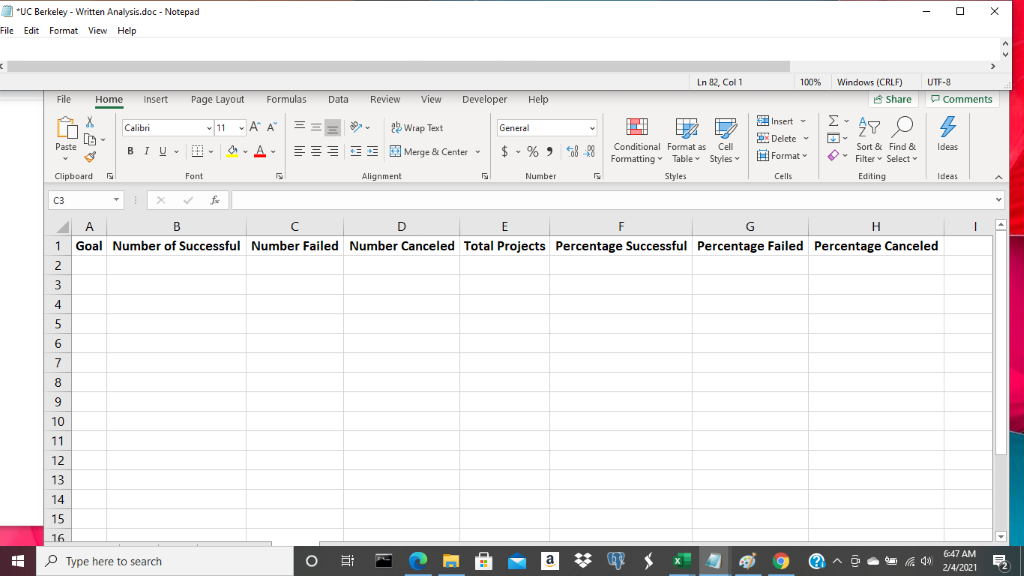 *UC Berkeley - Written Analysis.doc - Notepad
File Edit Format View Help
Ln 82, Col 1 100% Windows (CRLF) UTF-8
File Home Insert Page Layout Formulas Data Review View Developer Help Share Comments
Calibri 11 Wrap Text General Insert
Paste Conditional Format as Cell Delete Sort & Find & Ideas
B I U Merge & Center $ % Formatting Table Styles Format Filter Select
Clipboard Font Alignment Number Styles Cells Editing Ideas
C3 fx
A B C D E F G H I
1 Goal Number of Successful Number Failed Number Canceled Total Projects Percentage Successful Percentage Failed Percentage Canceled
2
3
4
5
6
7
8
9
10
11
12
13
14
15
16
Type here to search 6:47 AM
2/4/2021 2